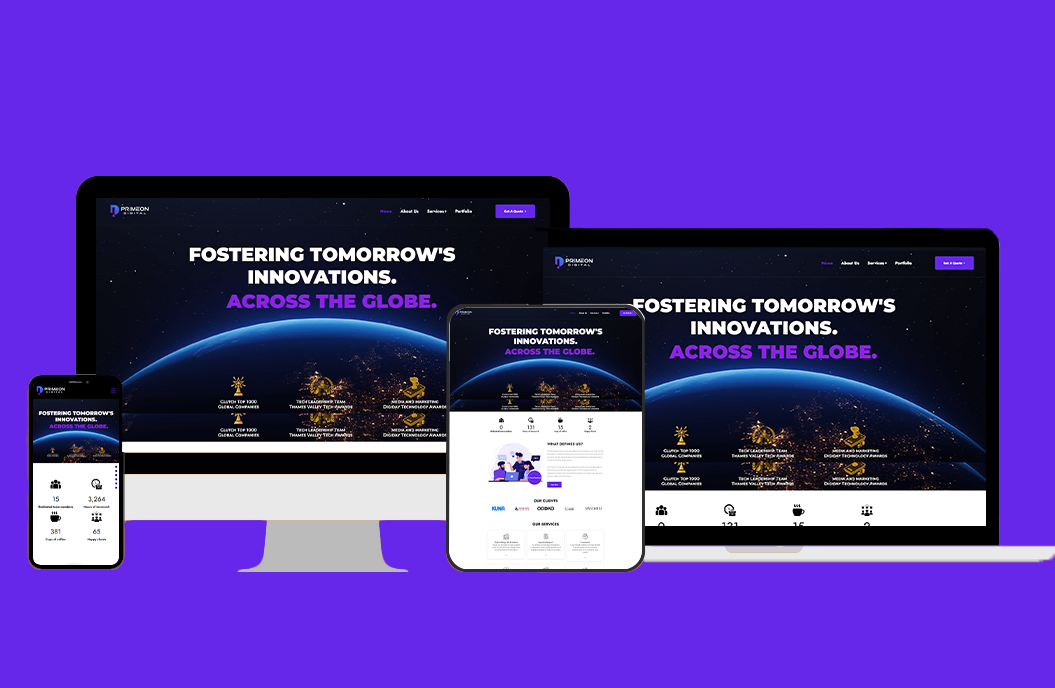 PRIMEON
DIGITAL
Home About Us Services+ Portfolio Get A Quote +
FOSTERING TOMORROW'S
INNOVATIONS.
ACROSS THE GLOBE.
CLUTCH TOP 1000
GLOBAL COMPANIES
TECH LEADERSHIP TEAM
THAMES VALLEY TECH AWARDS
MEDIA AND MARKETING
DIGIDAY TECHNOLOGY AWARDS
CLUTCH TOP 1000
GLOBAL COMPANIES
TECH LEADERSHIP TEAM
THAMES VALLEY TECH AWARDS
MEDIA AND MARKETING
DIGIDAY TECHNOLOGY AWARDS
PRIMEON
DIGITAL
Home About Us Services+ Portfolio Get A Quote +
FOSTERING TOMORROW'S
INNOVATIONS.
ACROSS THE GLOBE.
CLUTCH TOP 1000
GLOBAL COMPANIES
TECH LEADERSHIP TEAM
THAMES VALLEY TECH AWARDS
MEDIA AND MARKETING
DIGIDAY TECHNOLOGY AWARDS
CLUTCH TOP 1000
GLOBAL COMPANIES
TECH LEADERSHIP TEAM
THAMES VALLEY TECH AWARDS
MEDIA AND MARKETING
DIGIDAY TECHNOLOGY AWARDS
0 131 15 2
FOSTERING TOMORROW'S
INNOVATIONS.
ACROSS THE GLOBE.
0 131 15 2
WHAT DEFINES US?
OUR CLIENTS
KUNA
OUR SERVICES
PRIMEON
DIGITAL
FOSTERING TOMORROW'S
INNOVATIONS.
ACROSS THE GLOBE.
15 3,264
Dedicated team members Hours of teamwork
381 65
Cups of coffee Happy clients